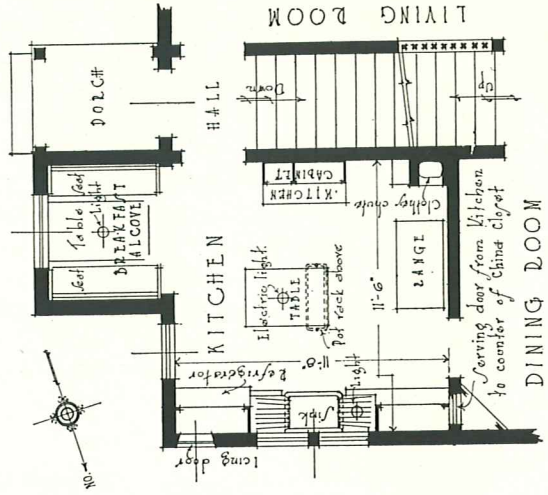 LIVING ROOM
PORCH
HALL
Down
Up
Seat
Table
Light
Seat
BREAKFAST
ALCOVE
KITCHEN
CABINET
Clothes chute
KITCHEN
Electric light.
TABLE
Pot rack above
11'-6"
RANGE
11'-8"
Refrigerator
Sink
Light
Icing door
Serving door from Kitchen
to counter of China Closet
DINING ROOM
NO.